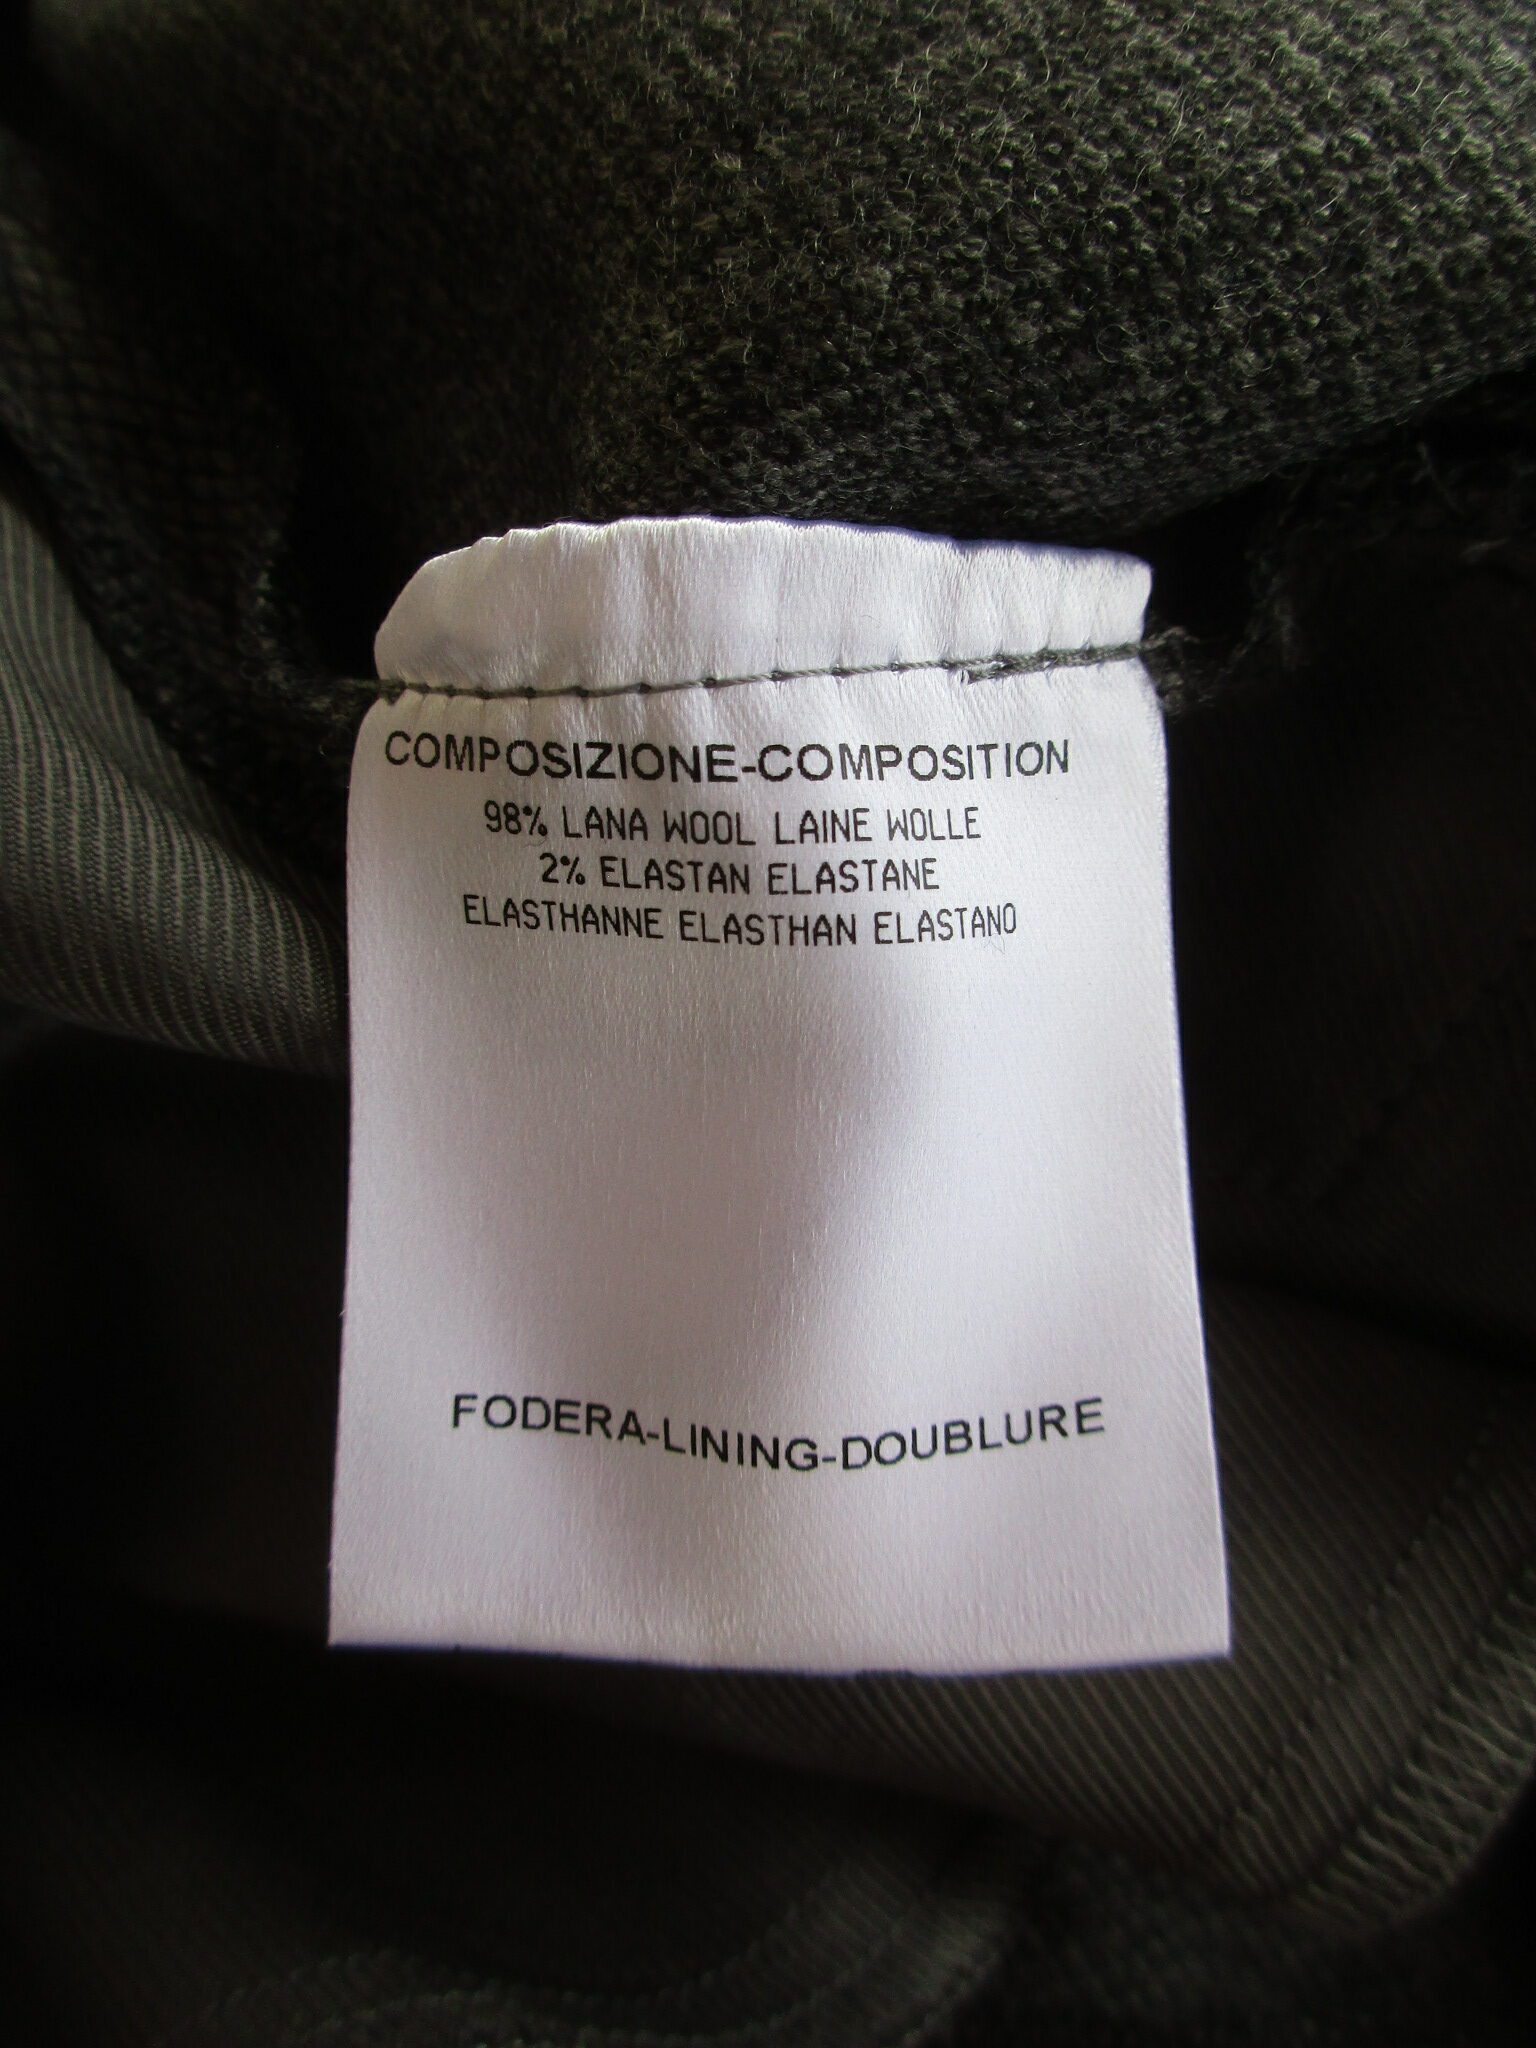 COMPOSIZIONE-COMPOSITION
98% LANA WOOL LAINE WOLLE
2% ELASTAN ELASTANE
ELASTHANNE ELASTHAN ELASTANO
FODERA-LINING-DOUBLURE